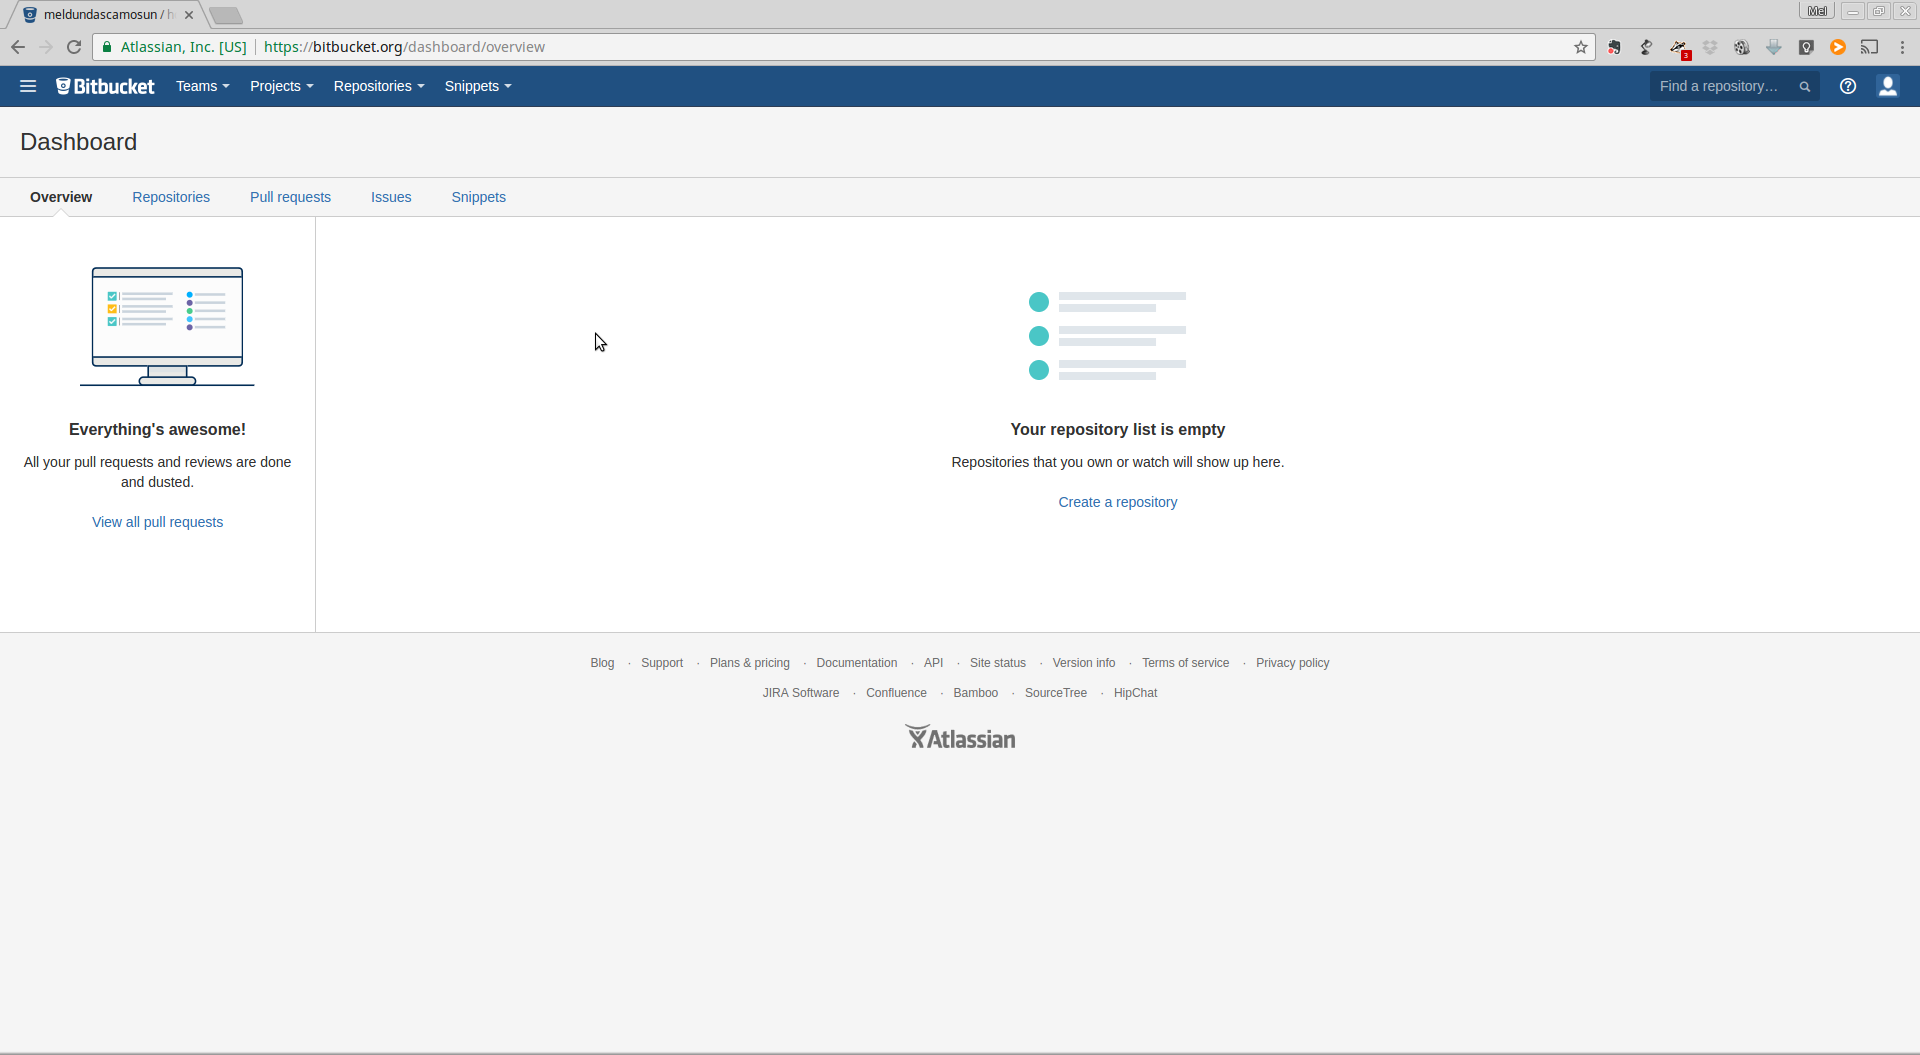 meldundascamosun / h
Mel
Atlassian, Inc. [US] https://bitbucket.org/dashboard/overview
3
Bitbucket Teams Projects Repositories Snippets Find a repository…
Dashboard
Overview Repositories Pull requests Issues Snippets
Everything's awesome!
All your pull requests and reviews are done
and dusted.
View all pull requests
Your repository list is empty
Repositories that you own or watch will show up here.
Create a repository
Blog · Support · Plans & pricing · Documentation · API · Site status · Version info · Terms of service · Privacy policy
JIRA Software · Confluence · Bamboo · SourceTree · HipChat
Atlassian